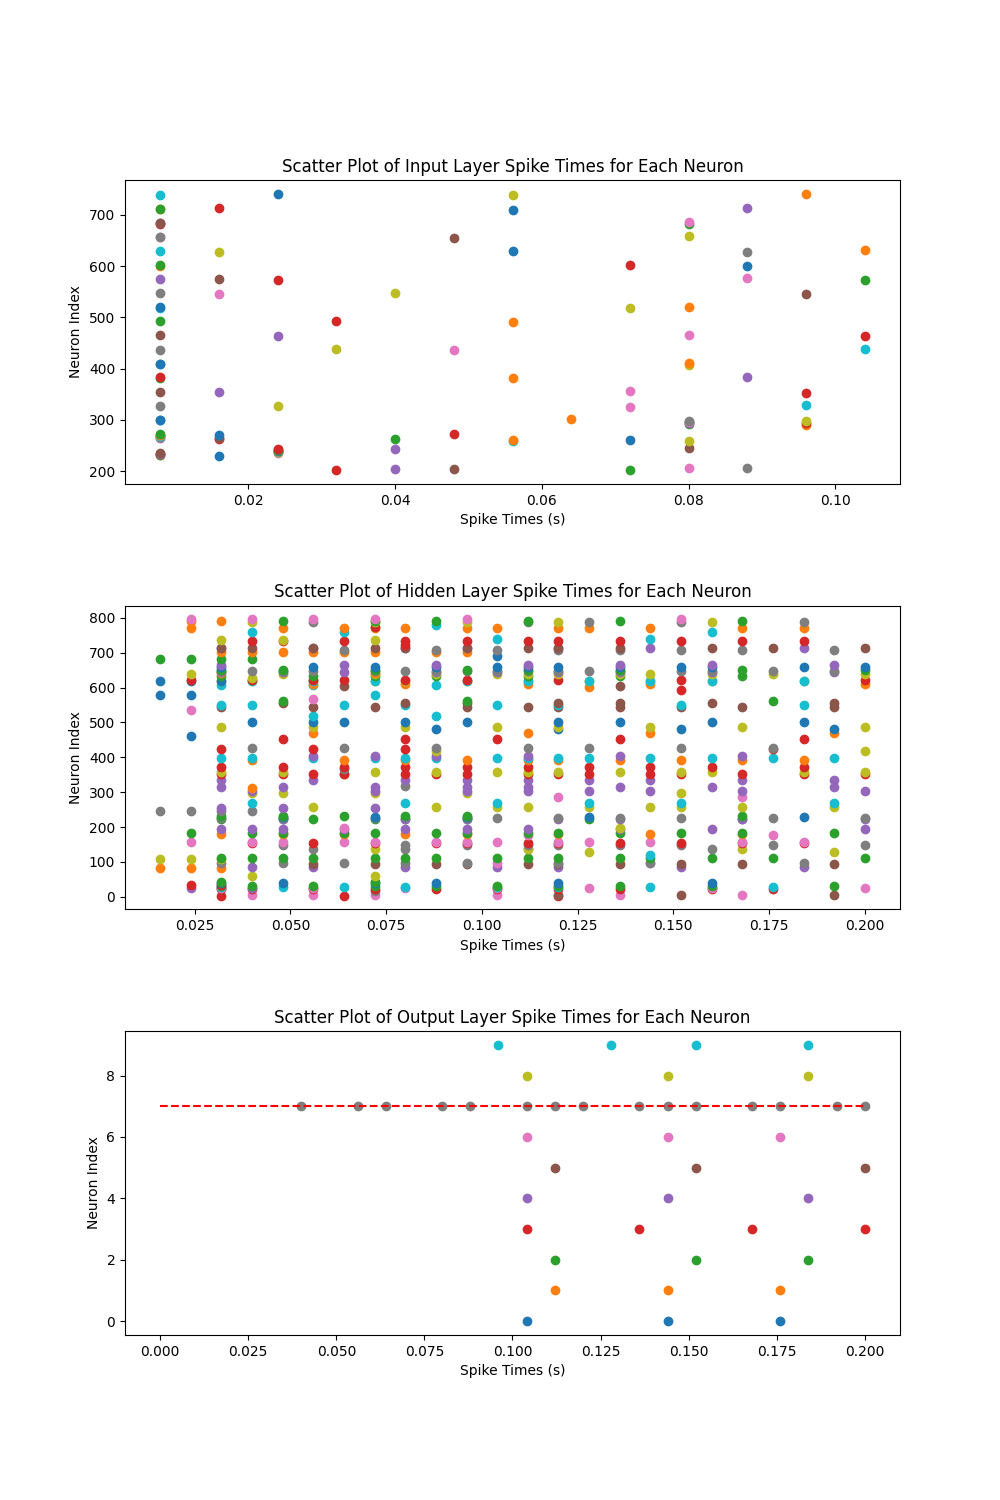 Scatter Plot of Input Layer Spike Times for Each Neuron
700
600
500
400
300
200
Neuron Index
0.02 0.04 0.06 0.08 0.10
Spike Times (s)
Scatter Plot of Hidden Layer Spike Times for Each Neuron
800
700
600
500
400
300
200
100
0
Neuron Index
0.025 0.050 0.075 0.100 0.125 0.150 0.175 0.200
Spike Times (s)
Scatter Plot of Output Layer Spike Times for Each Neuron
8
6
4
2
0
Neuron Index
0.000 0.025 0.050 0.075 0.100 0.125 0.150 0.175 0.200
Spike Times (s)